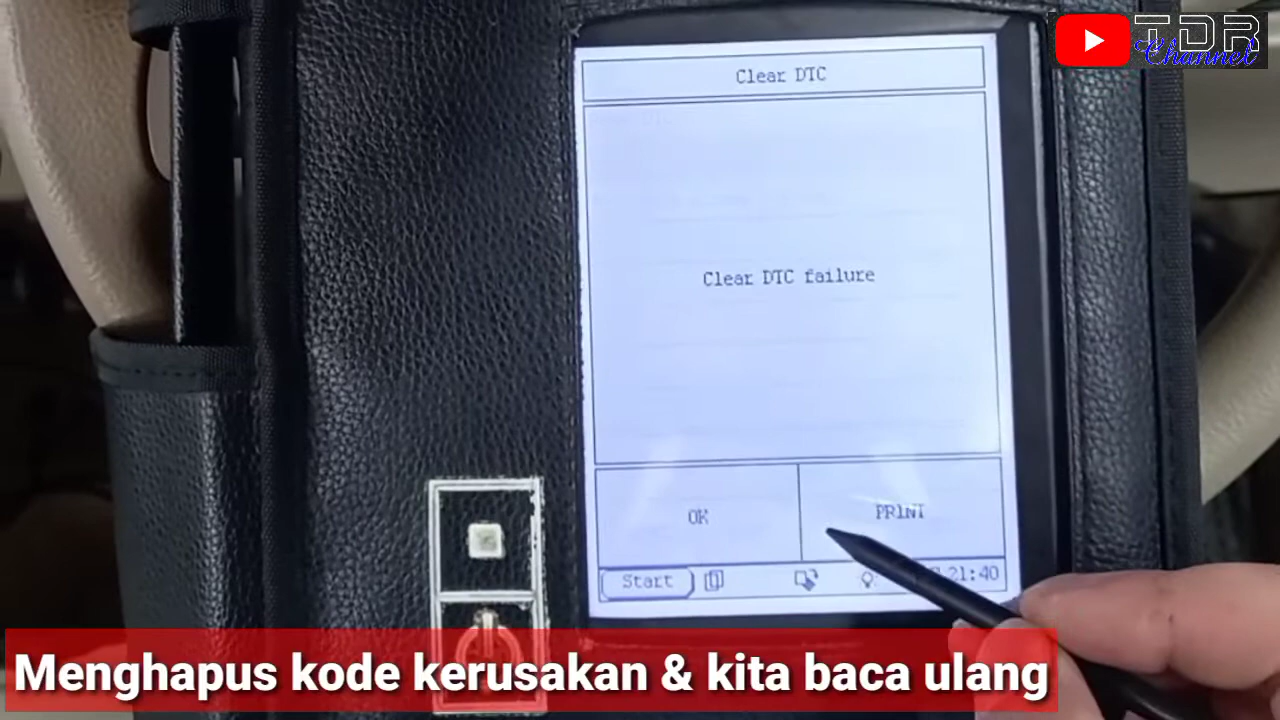 TDR
Channel
Clear DTC
Clear DTC failure
OK
PRINT
Start
21:40
Menghapus kode kerusakan & kita baca ulang